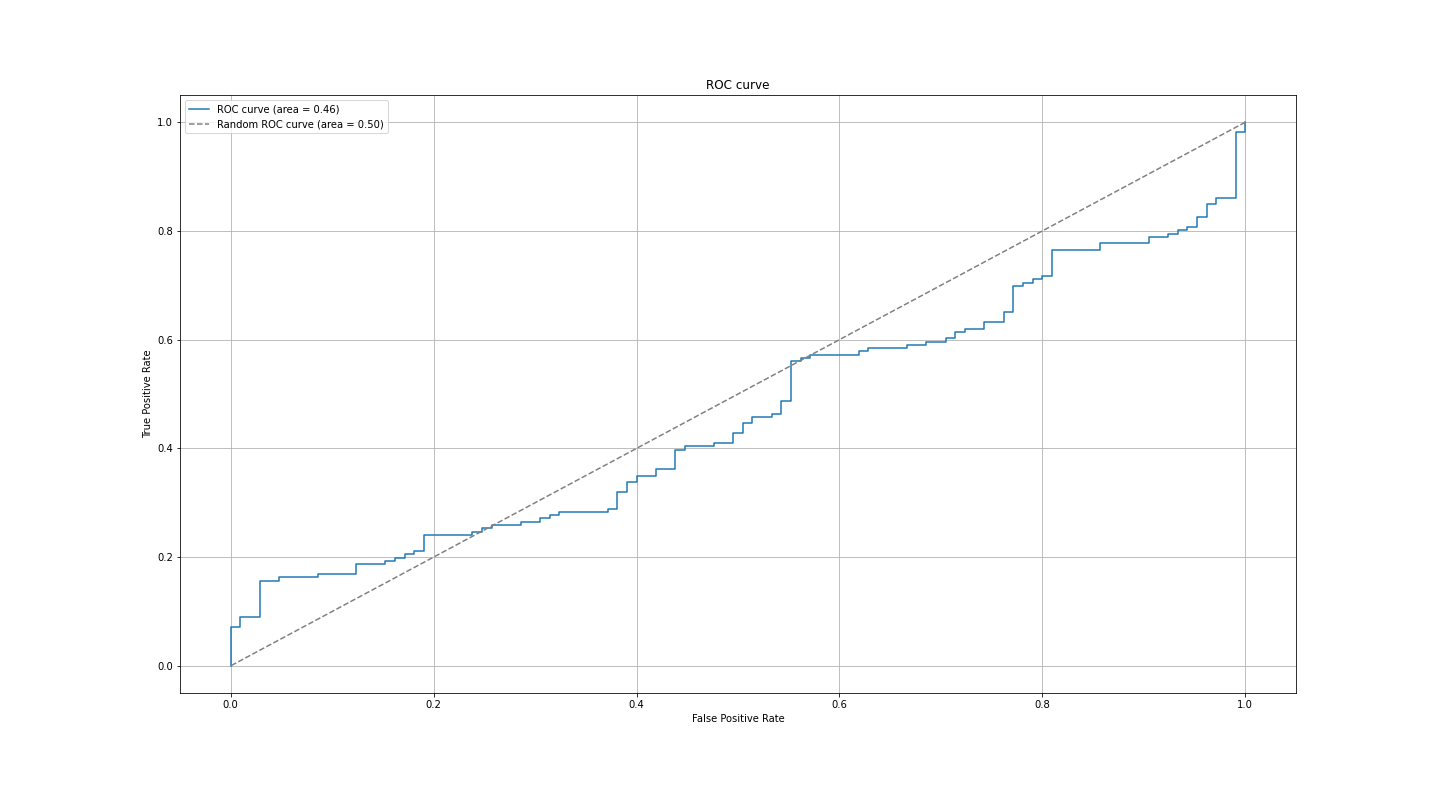 ROC curve
ROC curve (area = 0.46)
Random ROC curve (area = 0.50)
1.0
0.8
0.6
0.4
0.2
0.0
True Positive Rate
0.0 0.2 0.4 0.6 0.8 1.0
False Positive Rate